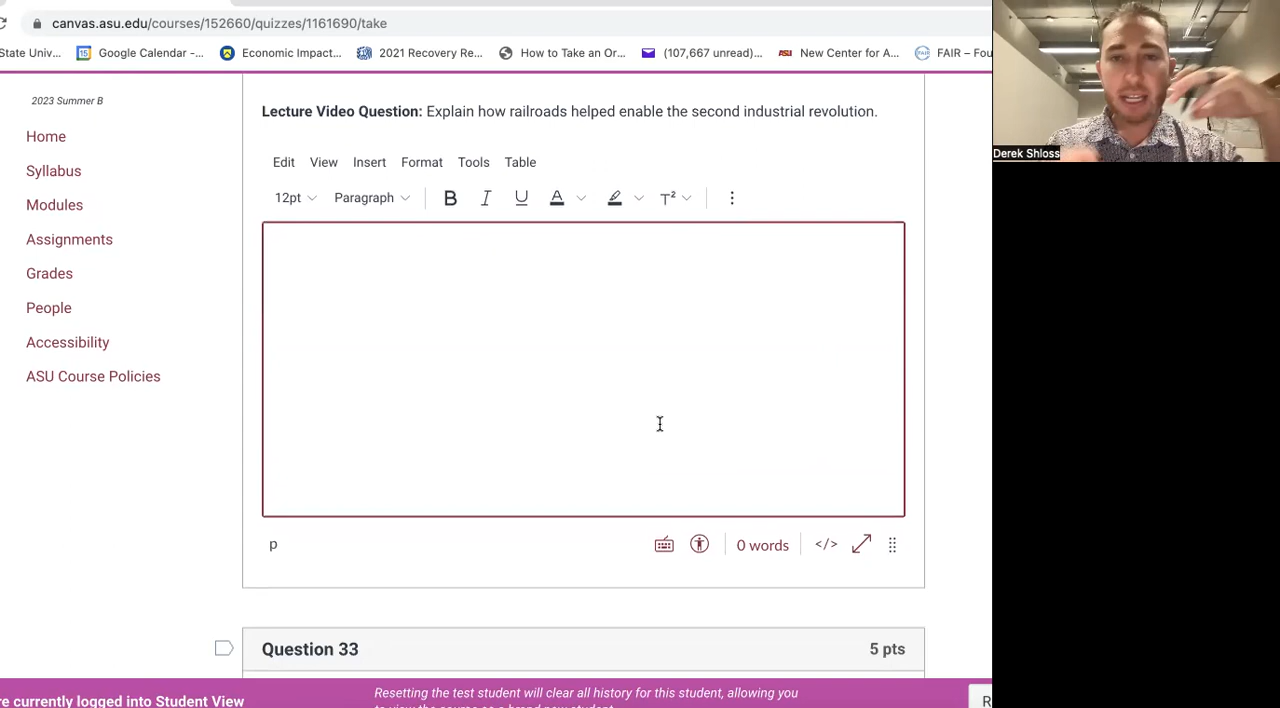 canvas.asu.edu/courses/152660/quizzes/1161690/take
State Univ... Google Calendar -... Economic Impact... 2021 Recovery Re... How to Take an Or... (107,667 unread)... New Center for A... FAIR – Fou
2023 Summer B
Home
Syllabus
Modules
Assignments
Grades
People
Accessibility
ASU Course Policies
Lecture Video Question: Explain how railroads helped enable the second industrial revolution.
Edit View Insert Format Tools Table
12pt Paragraph B I U A T²
p 0 words </>
Question 33 5 pts
re currently logged into Student View
Resetting the test student will clear all history for this student, allowing you
R
Derek Shloss